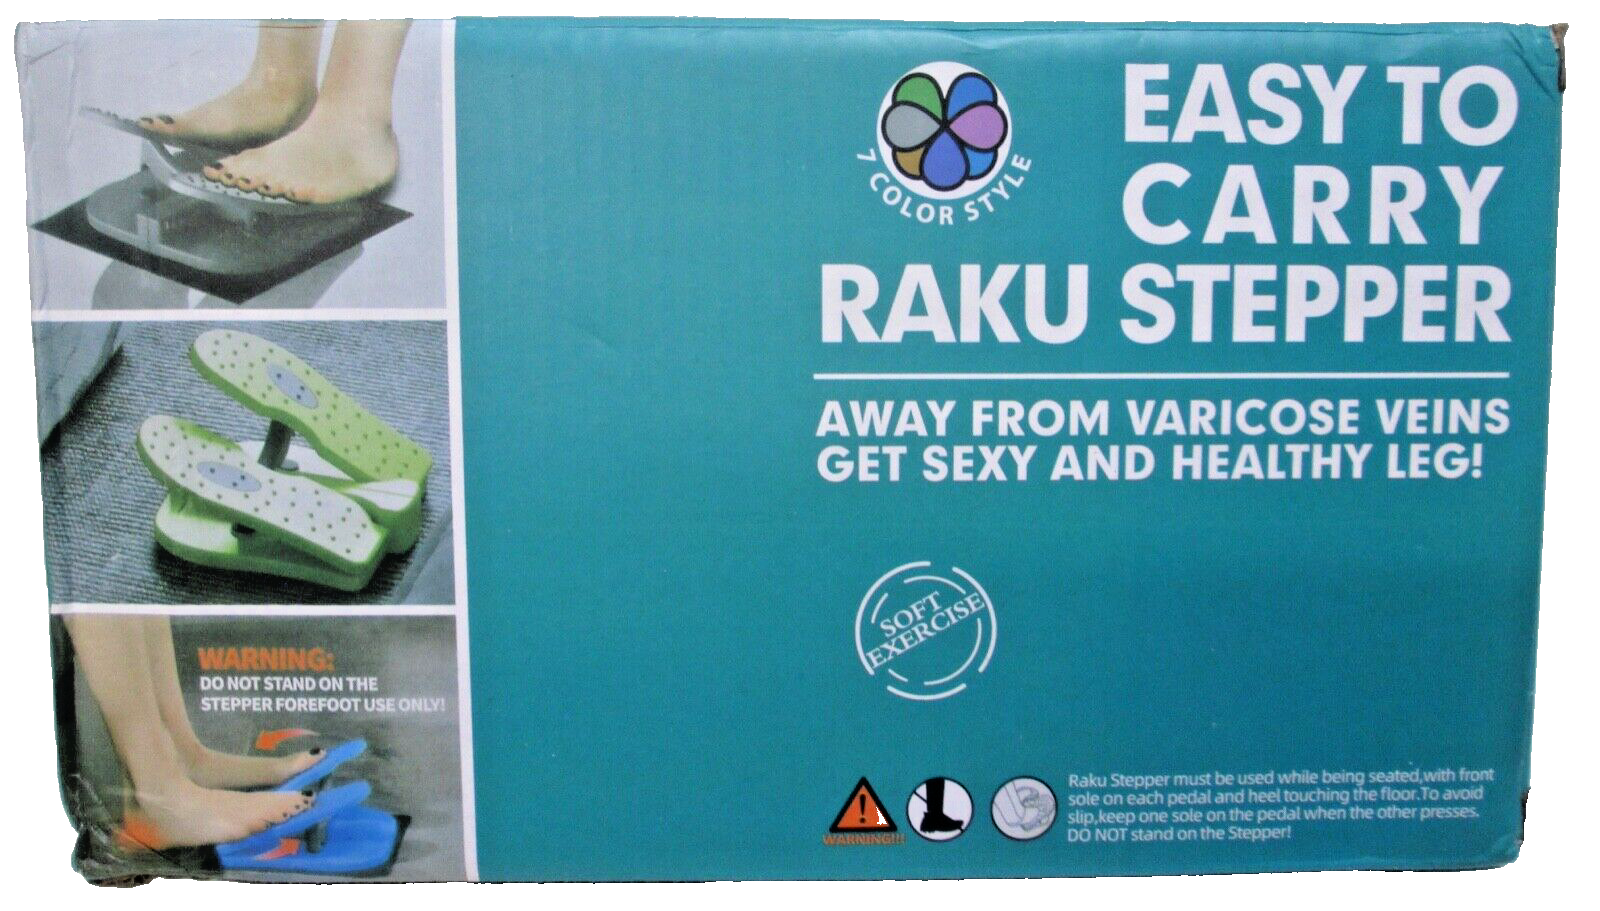 7 COLOR STYLE
EASY TO
CARRY
RAKU STEPPER
AWAY FROM VARICOSE VEINS
GET SEXY AND HEALTHY LEG!
SOFT
EXERCISE
WARNING:
DO NOT STAND ON THE
STEPPER FOREFOOT USE ONLY!
WARNING!!!
Raku Stepper must be used while being seated,with front
sole on each pedal and heel touching the floor.To avoid
slip,keep one sole on the pedal when the other presses.
DO NOT stand on the Stepper!